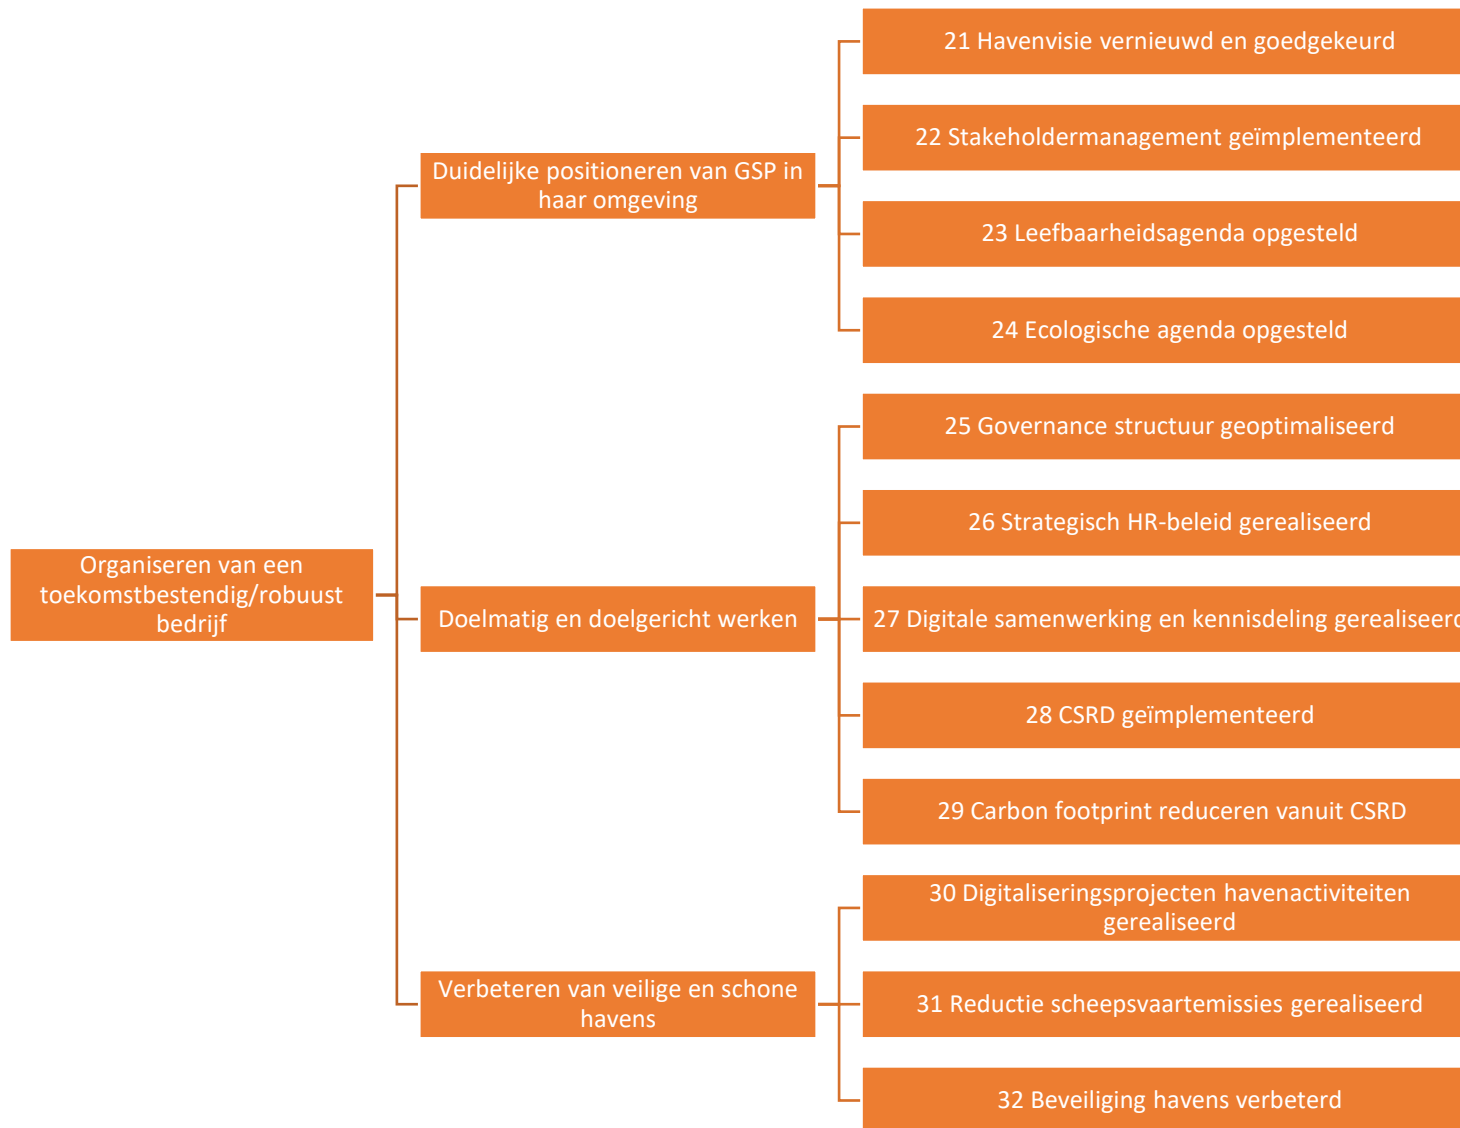 Organiseren van een
toekomstbestendig/robuust
bedrijf
Duidelijke positioneren van GSP in
haar omgeving
21 Havenvisie vernieuwd en goedgekeurd
22 Stakeholdermanagement geïmplementeerd
23 Leefbaarheidsagenda opgesteld
24 Ecologische agenda opgesteld
Doelmatig en doelgericht werken
25 Governance structuur geoptimaliseerd
26 Strategisch HR-beleid gerealiseerd
27 Digitale samenwerking en kennisdeling gerealiseerd
28 CSRD geïmplementeerd
29 Carbon footprint reduceren vanuit CSRD
Verbeteren van veilige en schone
havens
30 Digitaliseringsprojecten havenactiviteiten
gerealiseerd
31 Reductie scheepsvaartemissies gerealiseerd
32 Beveiliging havens verbeterd